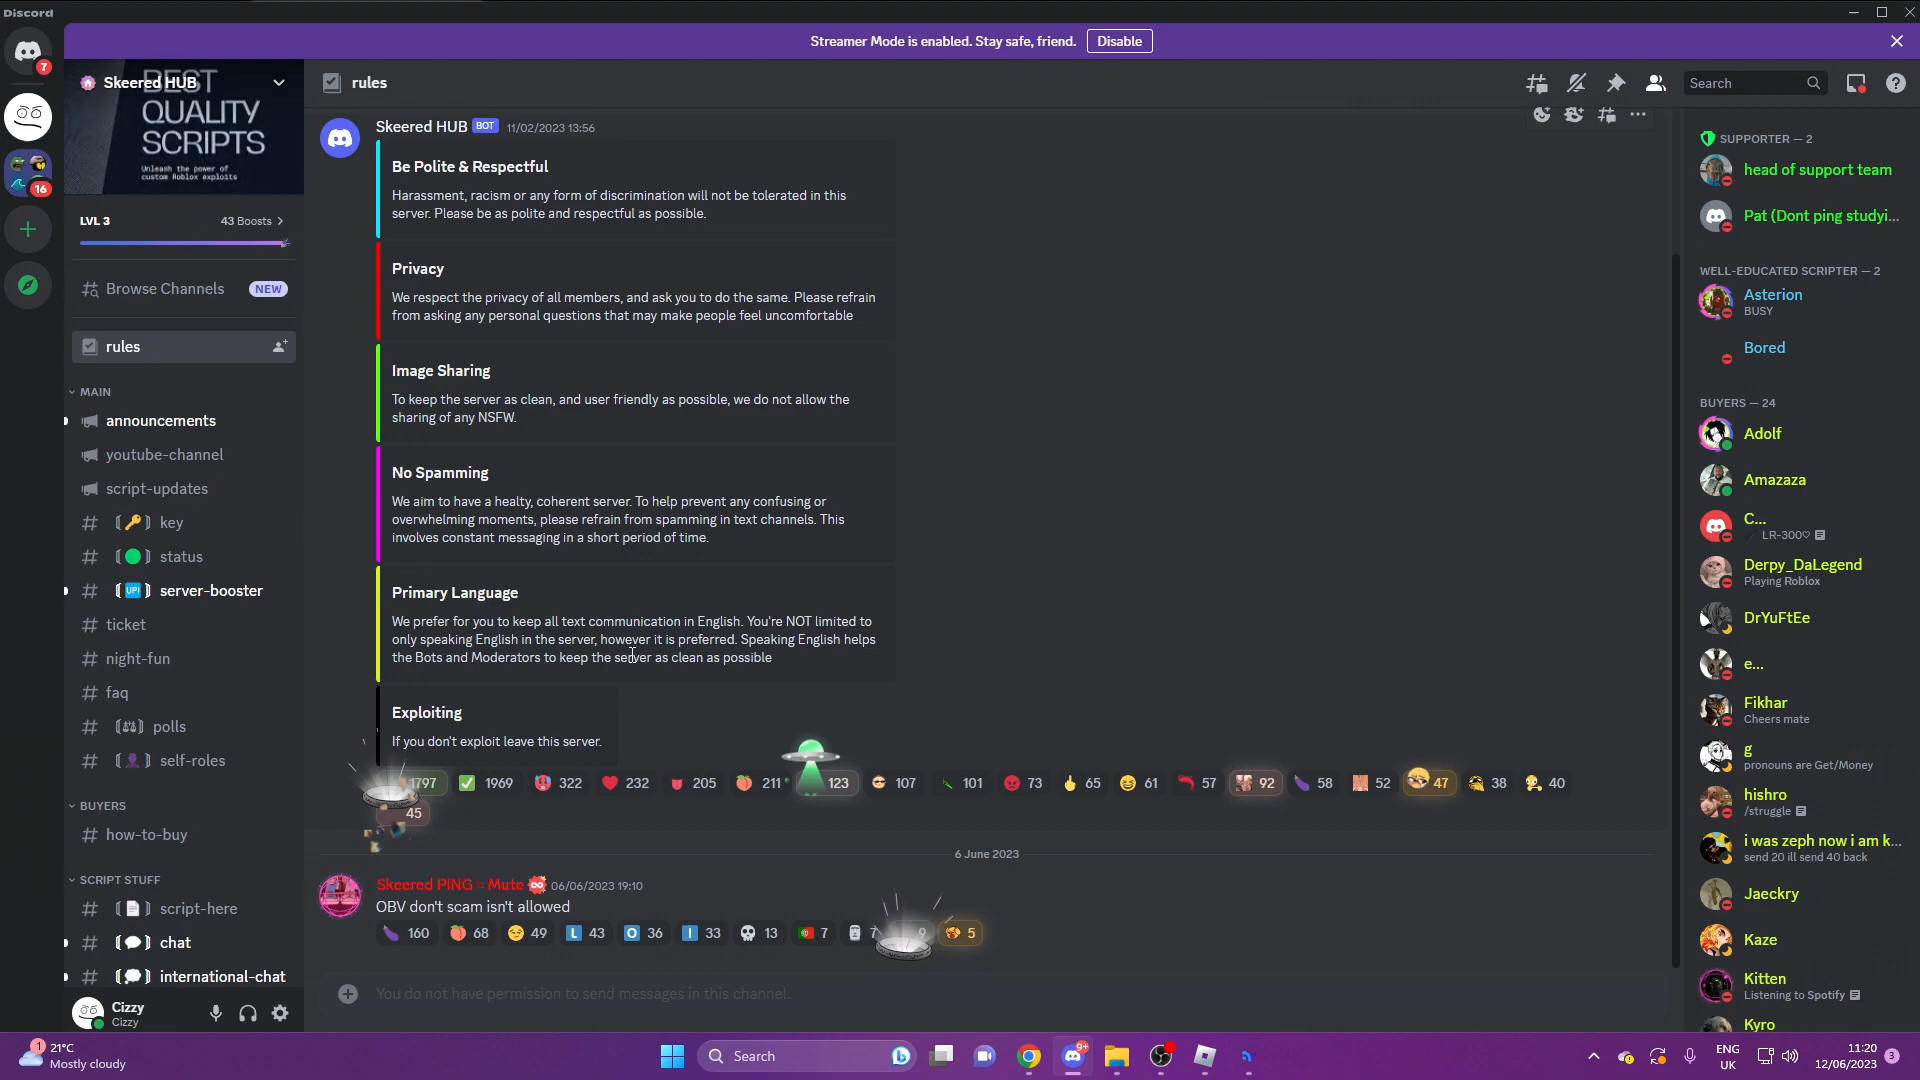 Discord
Streamer Mode is enabled. Stay safe, friend.
Disable
7
16
Skeered HUB
BEST
QUALITY
SCRIPTS
Unleash the power of
custom Roblox exploits
LVL 3
43 Boosts
Browse Channels
NEW
rules
MAIN
announcements
youtube-channel
script-updates
key
status
UP! server-booster
ticket
night-fun
faq
polls
self-roles
BUYERS
how-to-buy
SCRIPT STUFF
script-here
chat
international-chat
Cizzy
Cizzy
rules
Search
Skeered HUB BOT 11/02/2023 13:56
Be Polite & Respectful
Harassment, racism or any form of discrimination will not be tolerated in this
server. Please be as polite and respectful as possible.
Privacy
We respect the privacy of all members, and ask you to do the same. Please refrain
from asking any personal questions that may make people feel uncomfortable
Image Sharing
To keep the server as clean, and user friendly as possible, we do not allow the
sharing of any NSFW.
No Spamming
We aim to have a healty, coherent server. To help prevent any confusing or
overwhelming moments, please refrain from spamming in text channels. This
involves constant messaging in a short period of time.
Primary Language
We prefer for you to keep all text communication in English. You're NOT limited to
only speaking English in the server, however it is preferred. Speaking English helps
the Bots and Moderators to keep the server as clean as possible
Exploiting
If you don't exploit leave this server.
1797 1969 322 232 205 211 123 107 101 73 65 61 57 92 58 52 47 38 40
45
6 June 2023
Skeered PING = Mute 06/06/2023 19:10
OBV don't scam isn't allowed
160 68 49 L 43 O 36 I 33 13 7 7 9 5
You do not have permission to send messages in this channel.
SUPPORTER — 2
head of support team
Pat (Dont ping studyi...
WELL-EDUCATED SCRIPTER — 2
Asterion
BUSY
Bored
BUYERS — 24
Adolf
Amazaza
C...
LR-300♡
Derpy_DaLegend
Playing Roblox
DrYuFtEe
e...
Fikhar
Cheers mate
g
pronouns are Get/Money
hishro
/struggle
i was zeph now i am k...
send 20 ill send 40 back
Jaeckry
Kaze
Kitten
Listening to Spotify
Kyro
1
21°C
Mostly cloudy
Search
9+
ENG
UK
11:20
12/06/2023
3